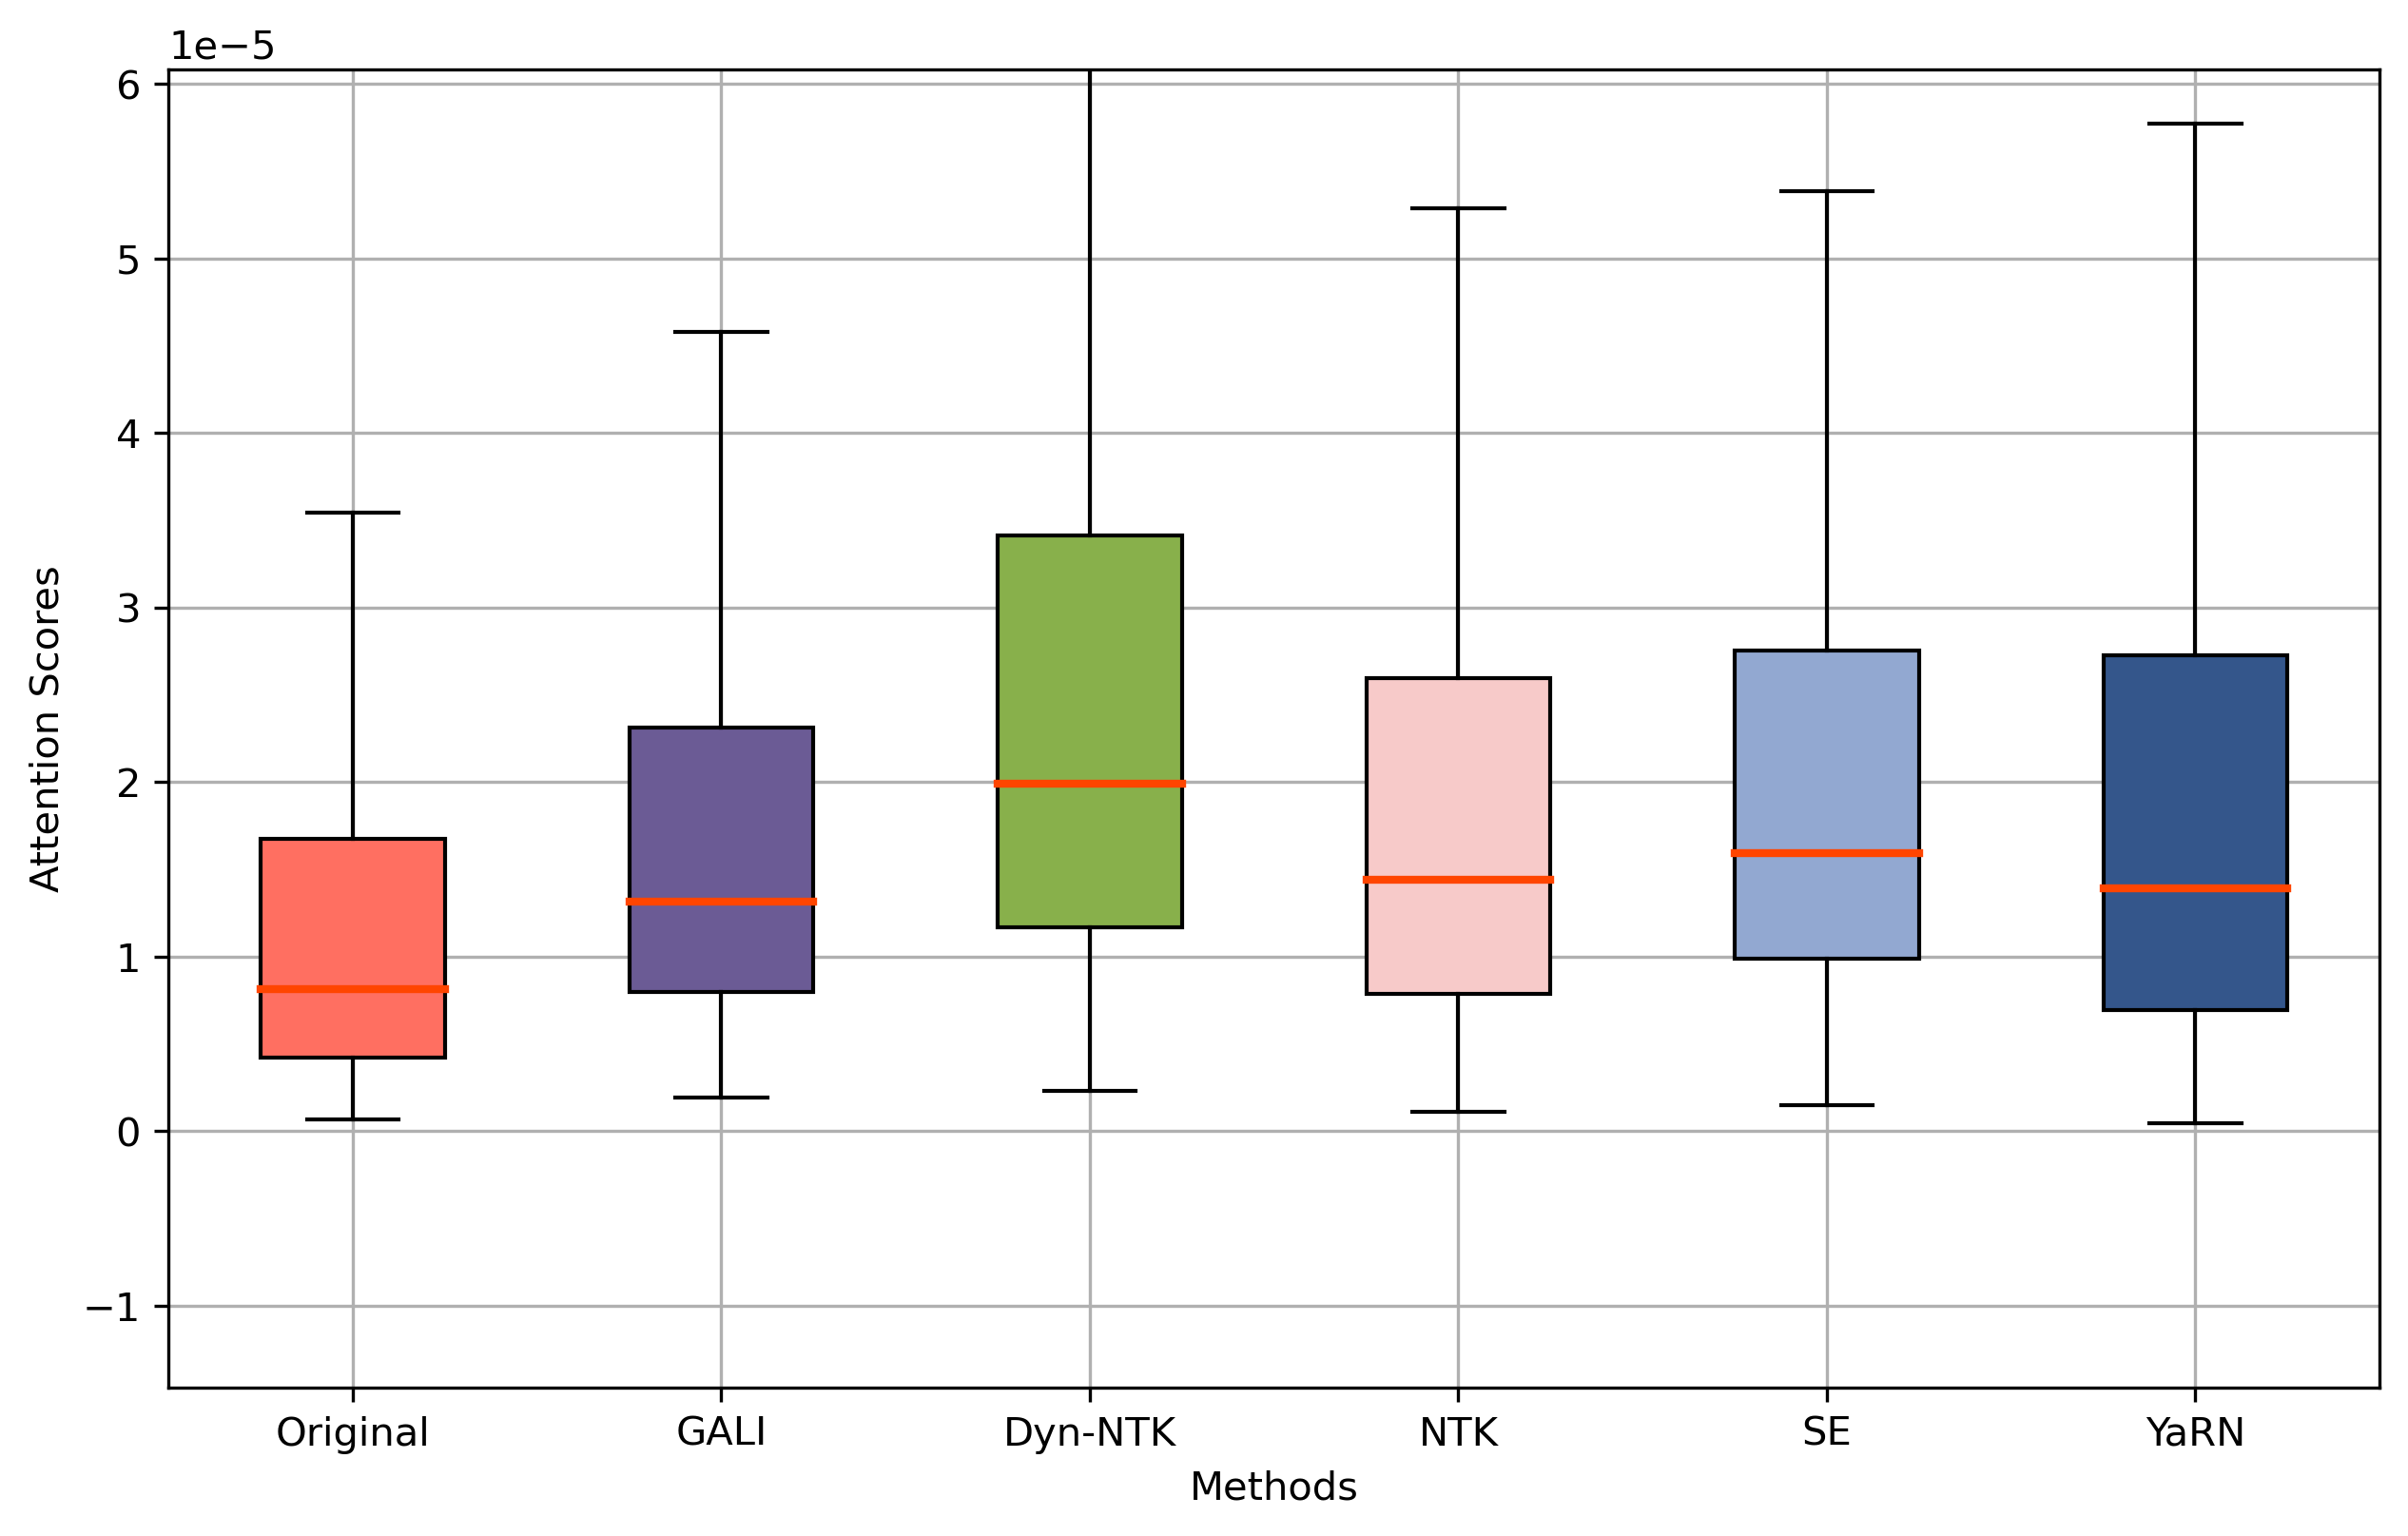 1e−5
6
5
4
3
2
1
0
−1
Attention Scores
Original GALI Dyn-NTK NTK SE YaRN
Methods